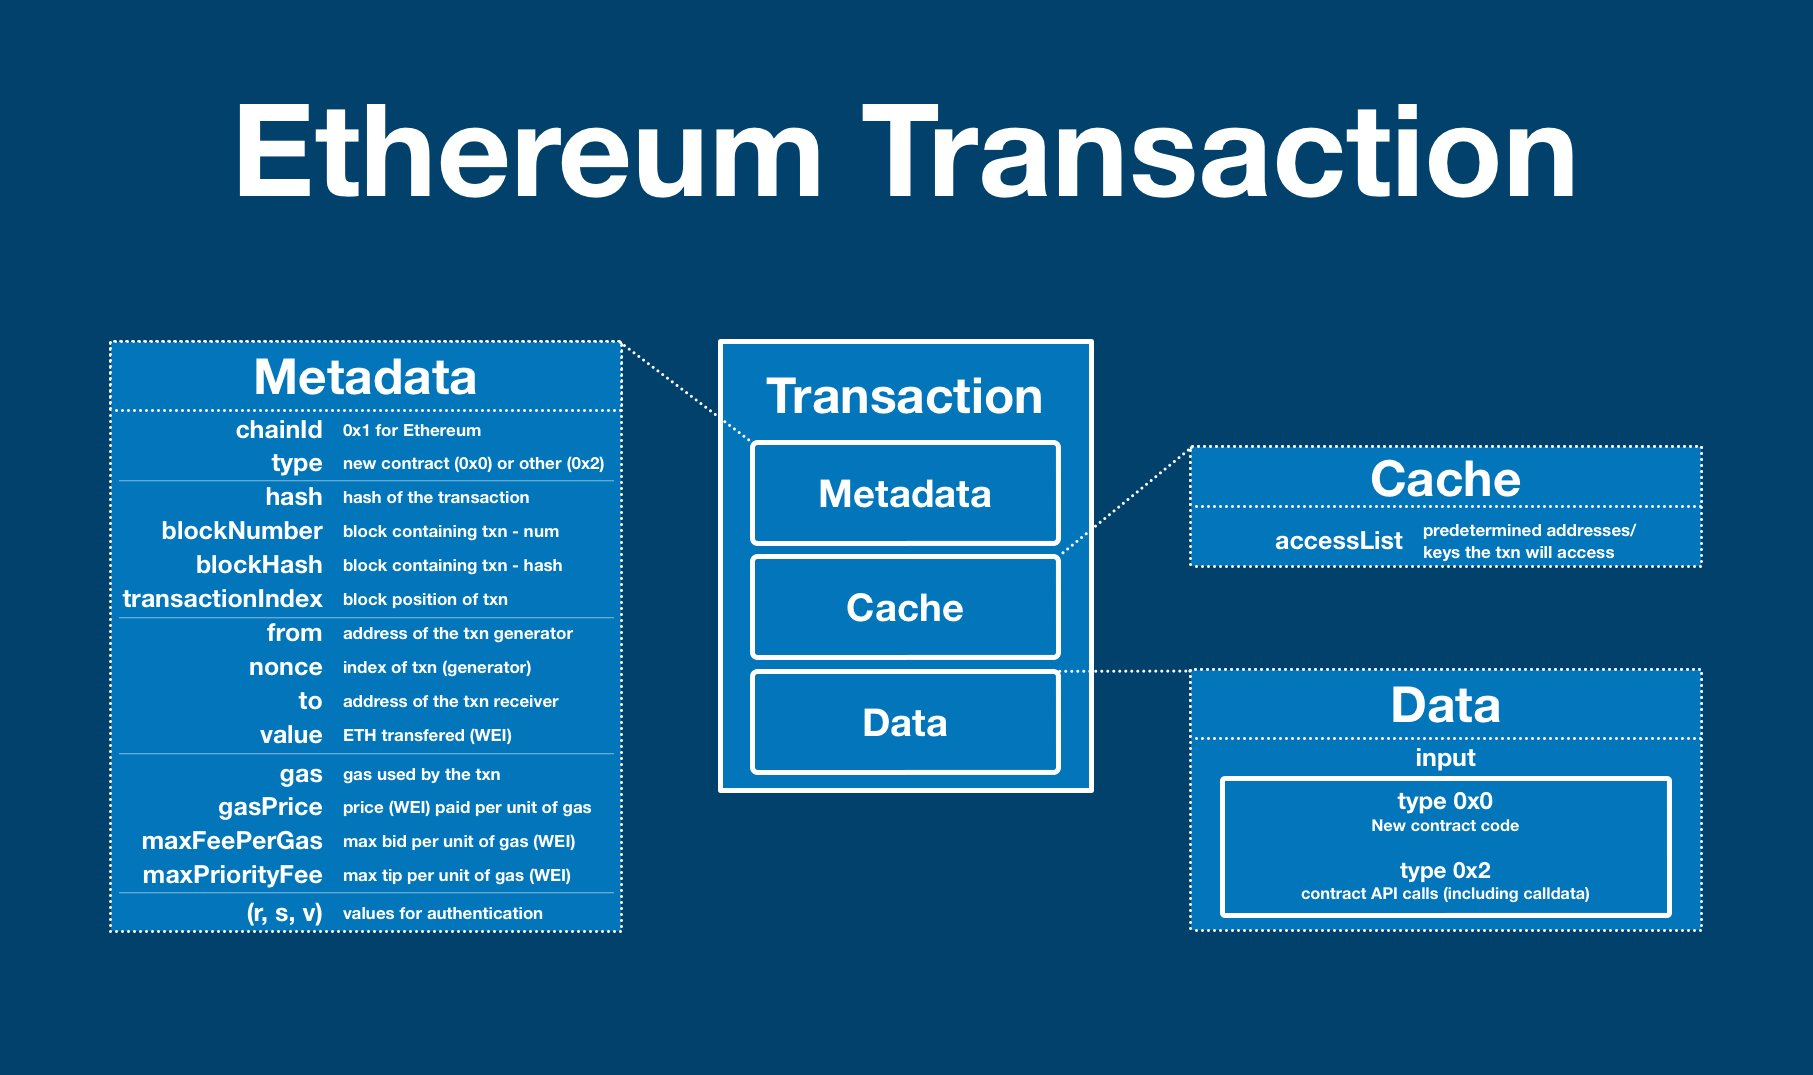 Ethereum Transaction
Metadata
chainId 0x1 for Ethereum
type new contract (0x0) or other (0x2)
hash hash of the transaction
blockNumber block containing txn - num
blockHash block containing txn - hash
transactionIndex block position of txn
from address of the txn generator
nonce index of txn (generator)
to address of the txn receiver
value ETH transfered (WEI)
gas gas used by the txn
gasPrice price (WEI) paid per unit of gas
maxFeePerGas max bid per unit of gas (WEI)
maxPriorityFee max tip per unit of gas (WEI)
(r, s, v) values for authentication
Transaction
Metadata
Cache
Data
Cache
accessList predetermined addresses/
keys the txn will access
Data
input
type 0x0
New contract code
type 0x2
contract API calls (including calldata)